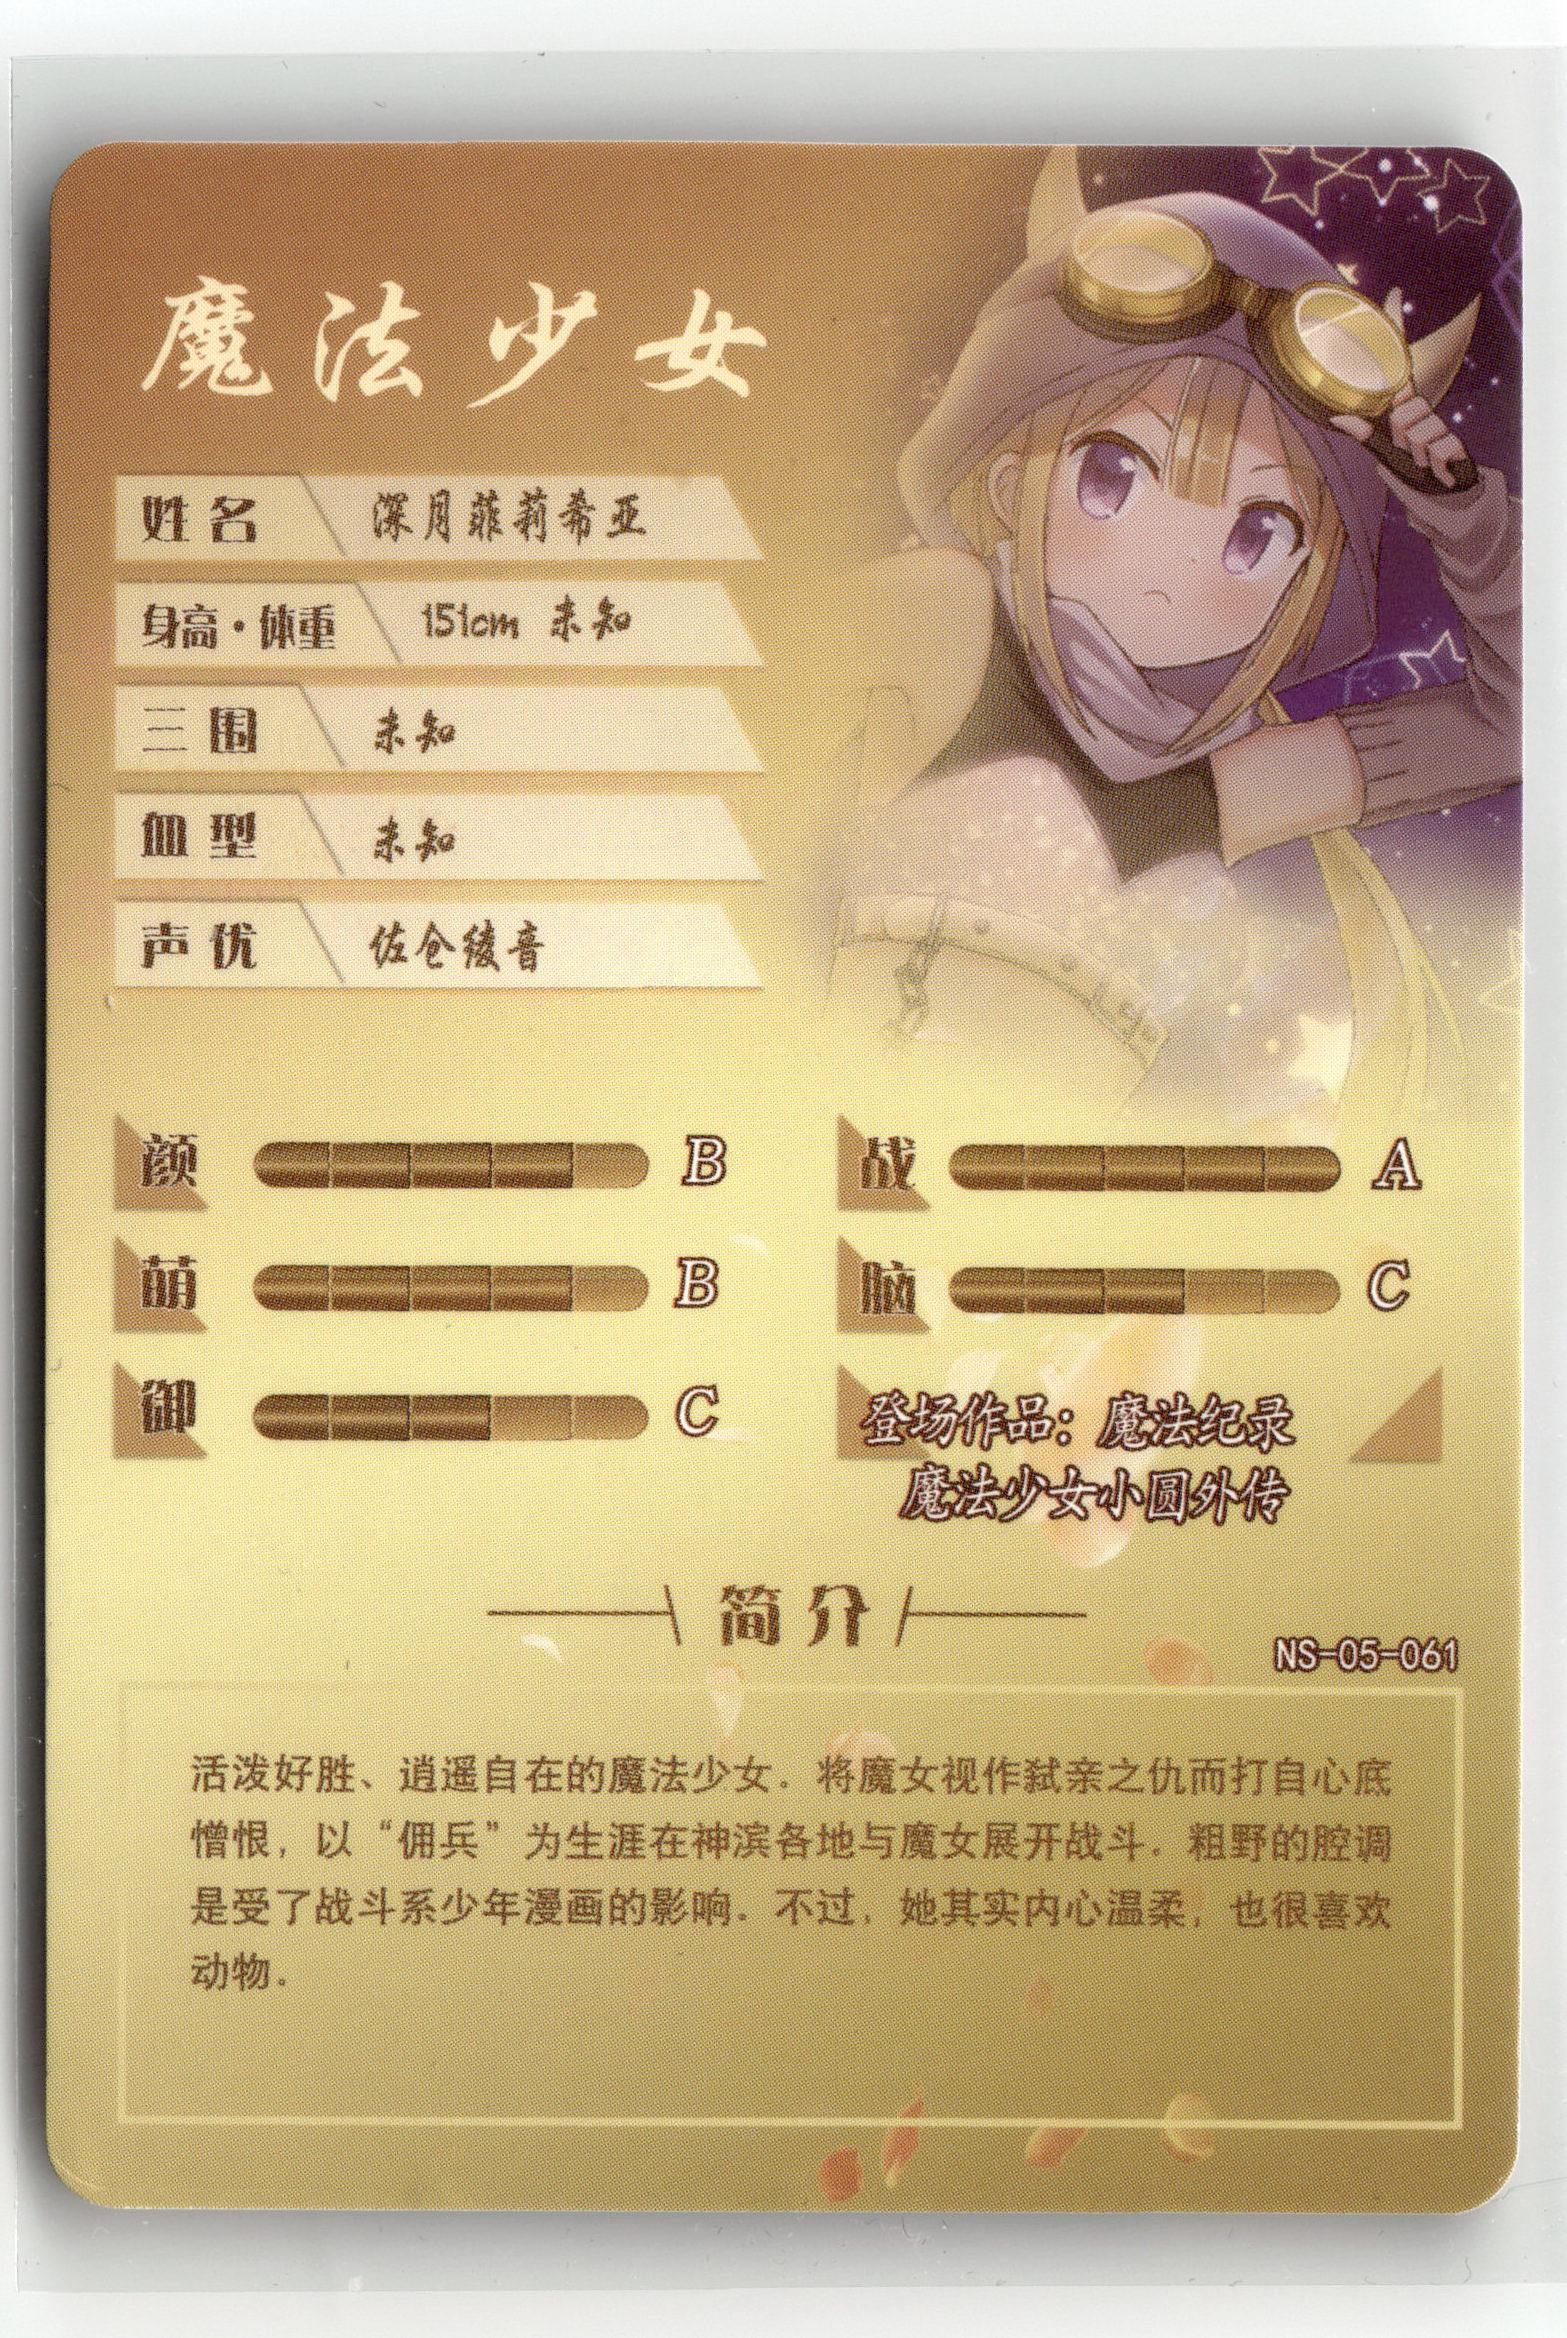 魔法少女
姓名 深月菲莉希亚
身高·体重 151cm 未知
三围 未知
血型 未知
声优 佐仓绫音
颜 B
战 A
萌 B
脑 C
御 C
登场作品：魔法纪录
魔法少女小圆外传
简介
NS-05-061
活泼好胜、逍遥自在的魔法少女．将魔女视作弑亲之仇而打自心底
憎恨，以“佣兵”为生涯在神滨各地与魔女展开战斗．粗野的腔调
是受了战斗系少年漫画的影响．不过，她其实内心温柔，也很喜欢
动物．